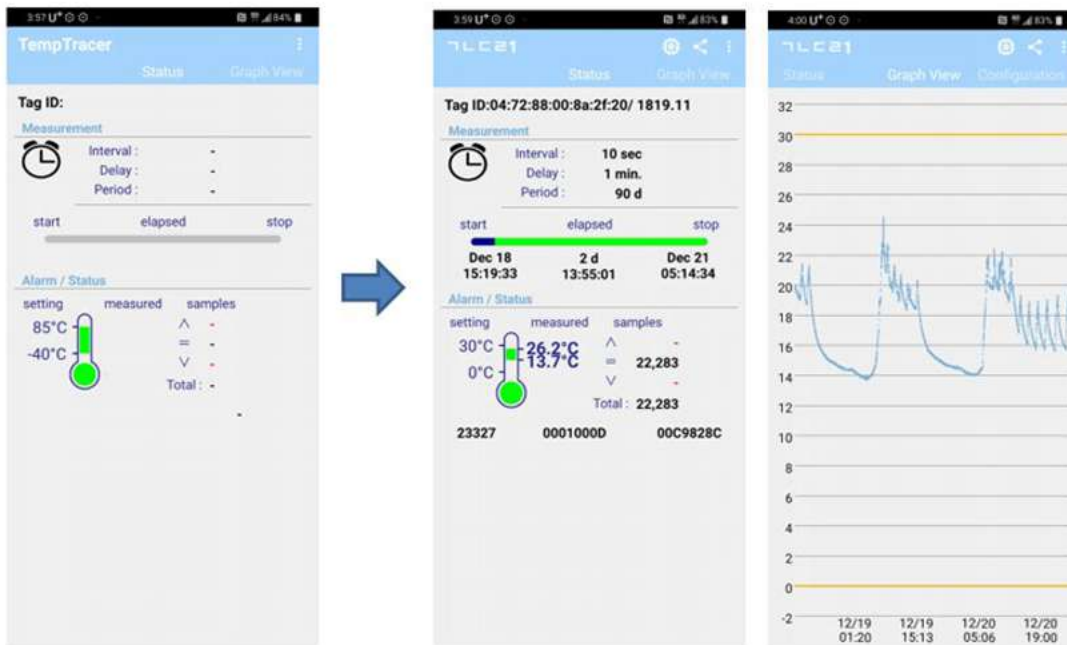 3:57 U+ 84%
TempTracer
Status Graph View
Tag ID:
Measurement
Interval : -
Delay : -
Period : -
start elapsed stop
Alarm / Status
setting measured samples
85°C ∧ -
-40°C = -
∨ -
Total : -
-
3:59 U+ 83%
ㄱㄴㄷㄹ1
Status Graph View
Tag ID:04:72:88:00:8a:2f:20/ 1819.11
Measurement
Interval : 10 sec
Delay : 1 min.
Period : 90 d
start elapsed stop
Dec 18 2 d Dec 21
15:19:33 13:55:01 05:14:34
Alarm / Status
setting measured samples
30°C 26.2°C ∧ -
0°C 13.7°C = 22,283
∨ -
Total : 22,283
23327 0001000D 00C9828C
4:00 U+ 83%
ㄱㄴㄷㄹ1
Status Graph View Configuration
32
30
28
26
24
22
20
18
16
14
12
10
8
6
4
2
0
-2
12/19 12/19 12/20 12/20
01:20 15:13 05:06 19:00